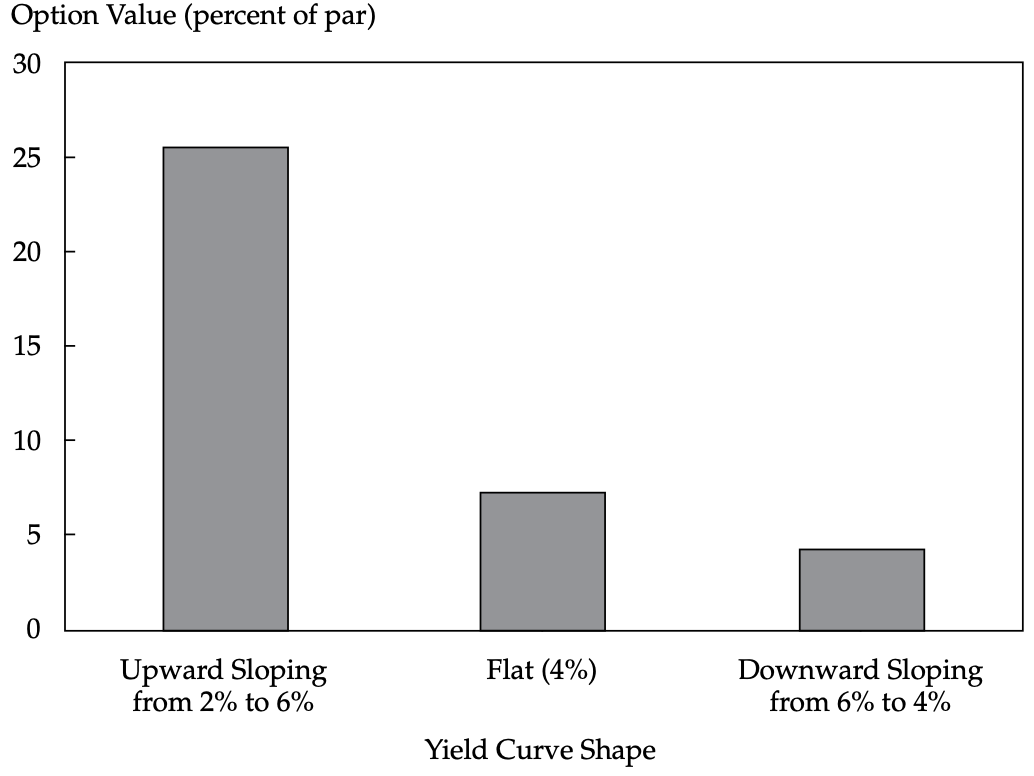 Option Value (percent of par)
30
25
20
15
10
5
0
Upward Sloping
from 2% to 6%
Flat (4%)
Downward Sloping
from 6% to 4%
Yield Curve Shape